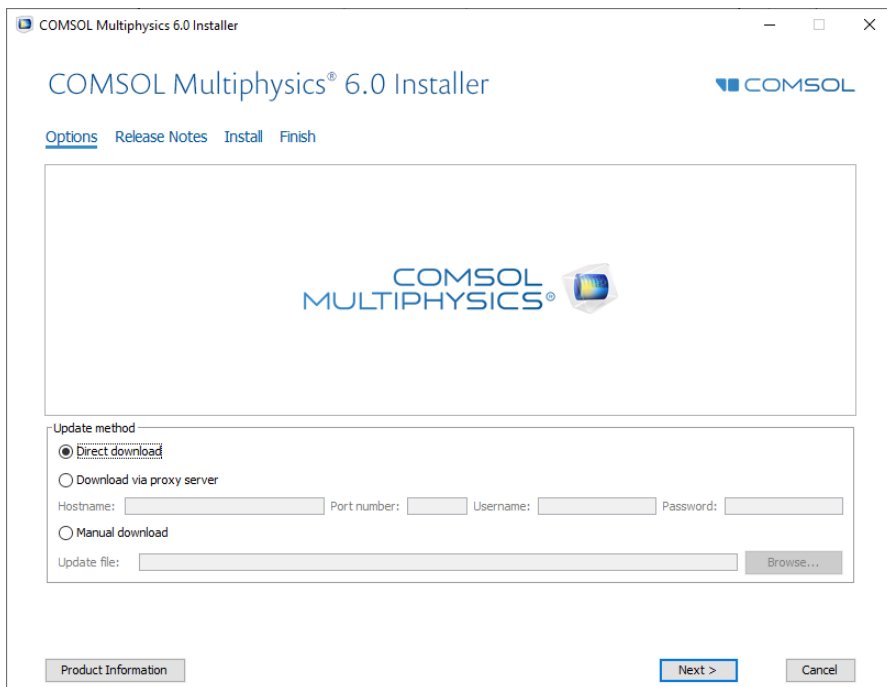 COMSOL Multiphysics 6.0 Installer
COMSOL Multiphysics® 6.0 Installer
COMSOL
Options Release Notes Install Finish
COMSOL
MULTIPHYSICS®
Update method
Direct download
Download via proxy server
Hostname: Port number: Username: Password:
Manual download
Update file: Browse...
Product Information Next > Cancel